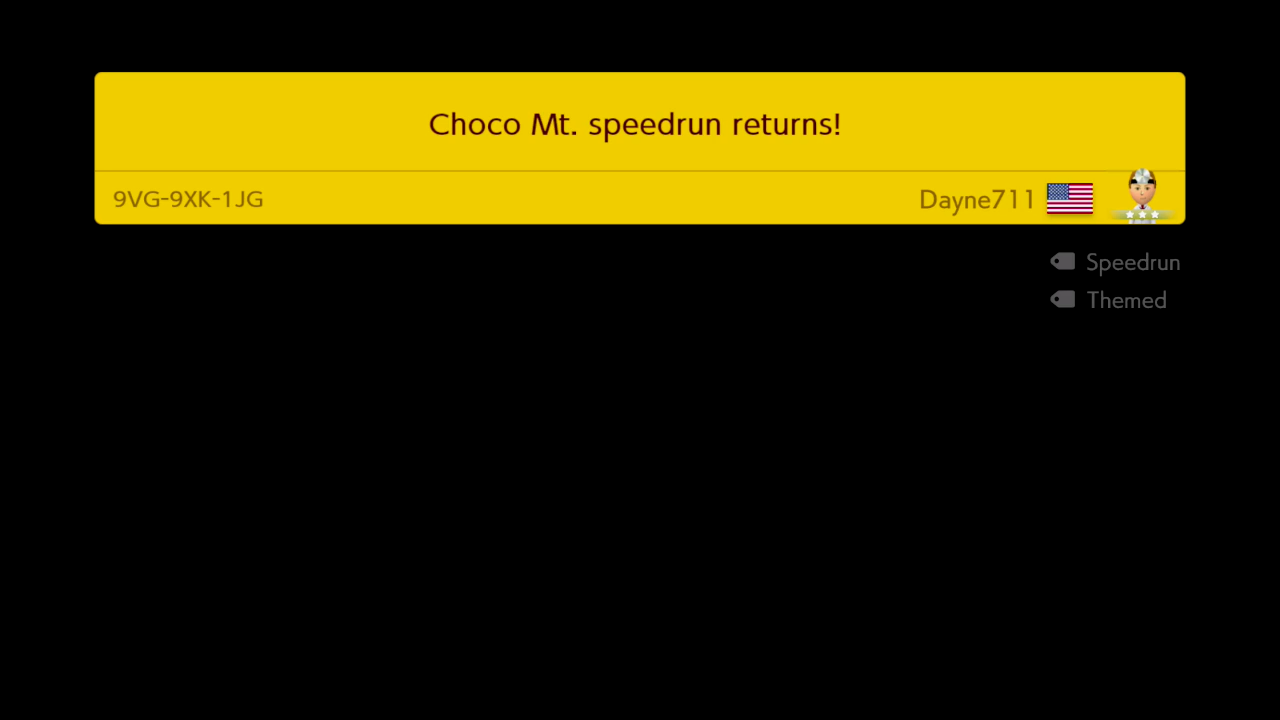 Choco Mt. speedrun returns!
9VG-9XK-1JG
Dayne711
Speedrun
Themed